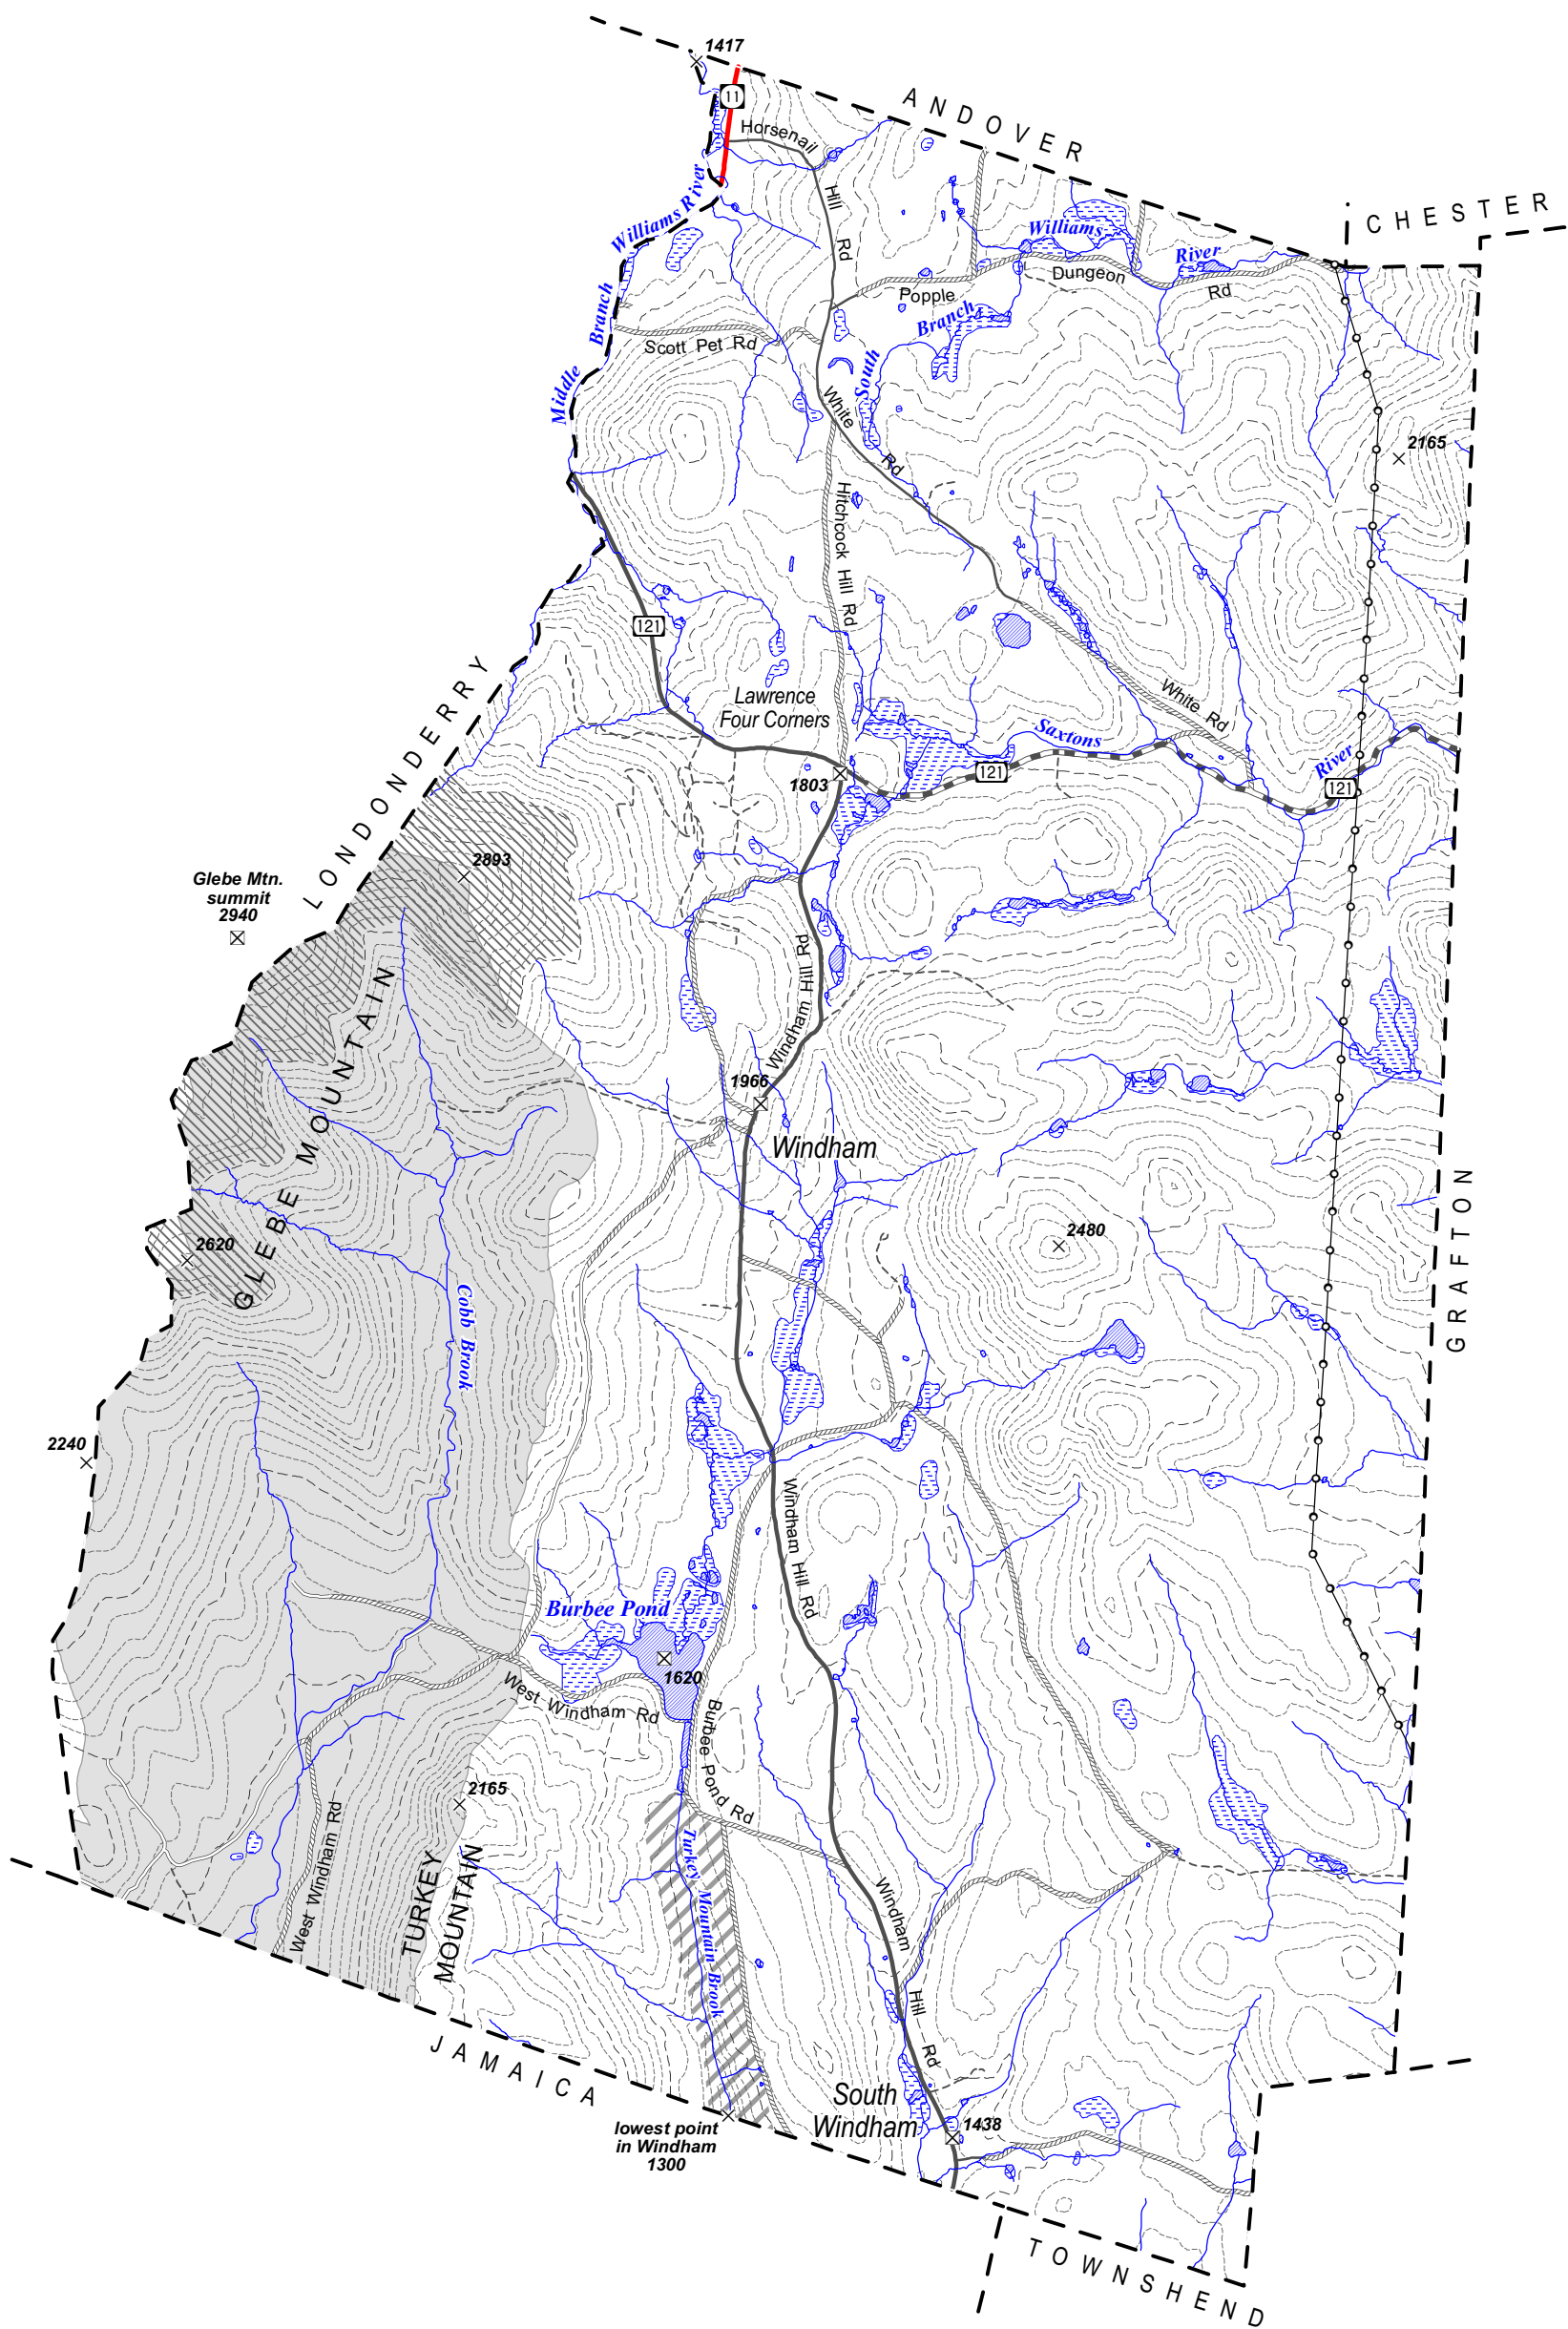 1417
11
ANDOVER
Horsenail
Hill
Rd
CHESTER
Williams River
Williams
River
Dungeon
Rd
Popple
Branch
Branch
Scott Pet Rd
South
Middle
White
Rd
2165
Hitchcock Hill Rd
121
LONDONDERRY
Lawrence
Four Corners
White Rd
Saxtons
River
121
121
1803
2893
Glebe Mtn.
summit
2940
Windham Hill Rd
GLEBE MOUNTAIN
1966
Windham
GRAFTON
2480
2620
Cobb Brook
2240
Windham Hill Rd
Burbee Pond
1620
West Windham Rd
Burbee Pond Rd
2165
West Windham Rd
TURKEY
MOUNTAIN
Turkey Mountain Brook
Windham
Hill
Rd
JAMAICA
South
Windham
1438
lowest point
in Windham
1300
TOWNSHEND